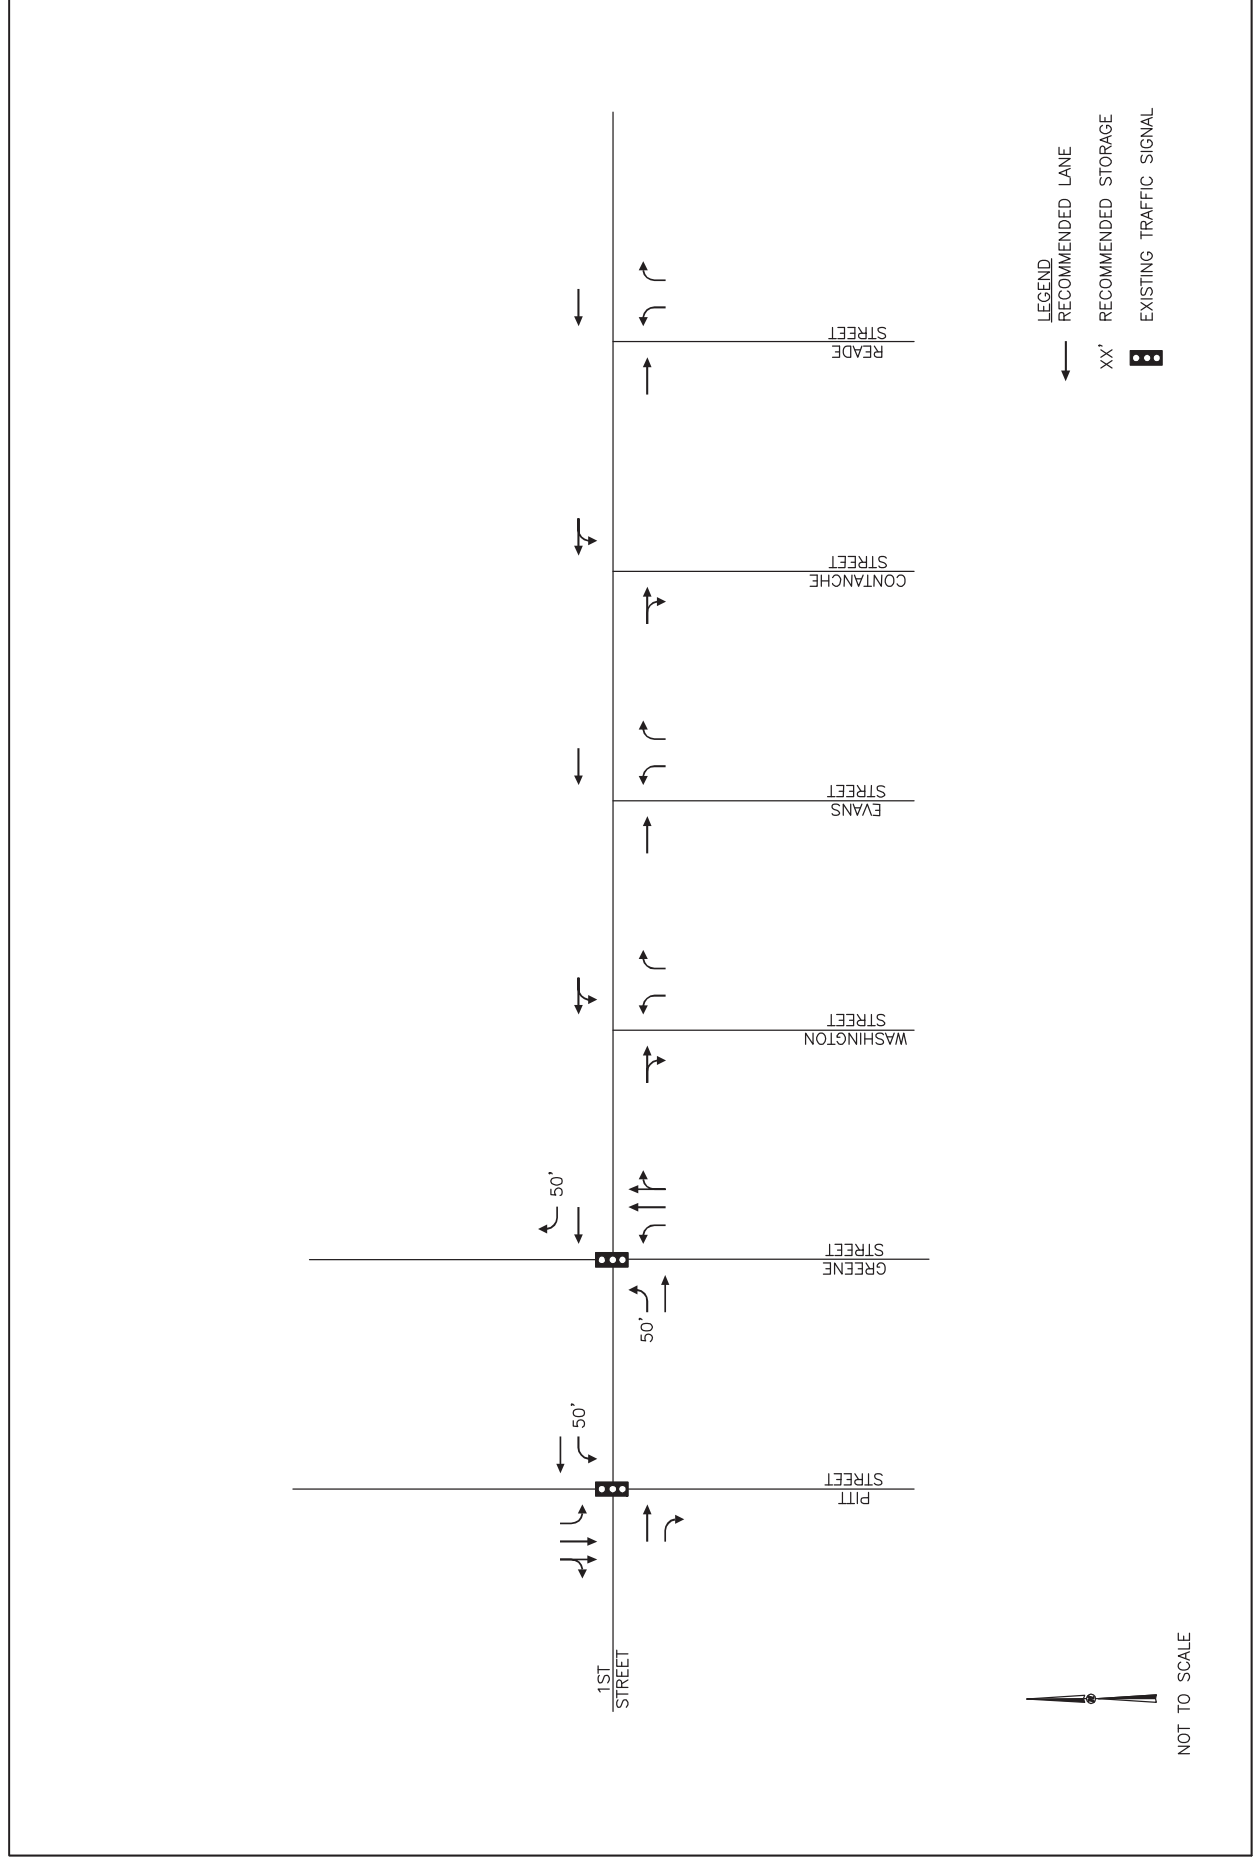 1ST
STREET
PITT
STREET
50'
GREENE
STREET
50'
50'
WASHINGTON
STREET
EVANS
STREET
CONTANCHE
STREET
READE
STREET
LEGEND
RECOMMENDED LANE
XX' RECOMMENDED STORAGE
EXISTING TRAFFIC SIGNAL
NOT TO SCALE